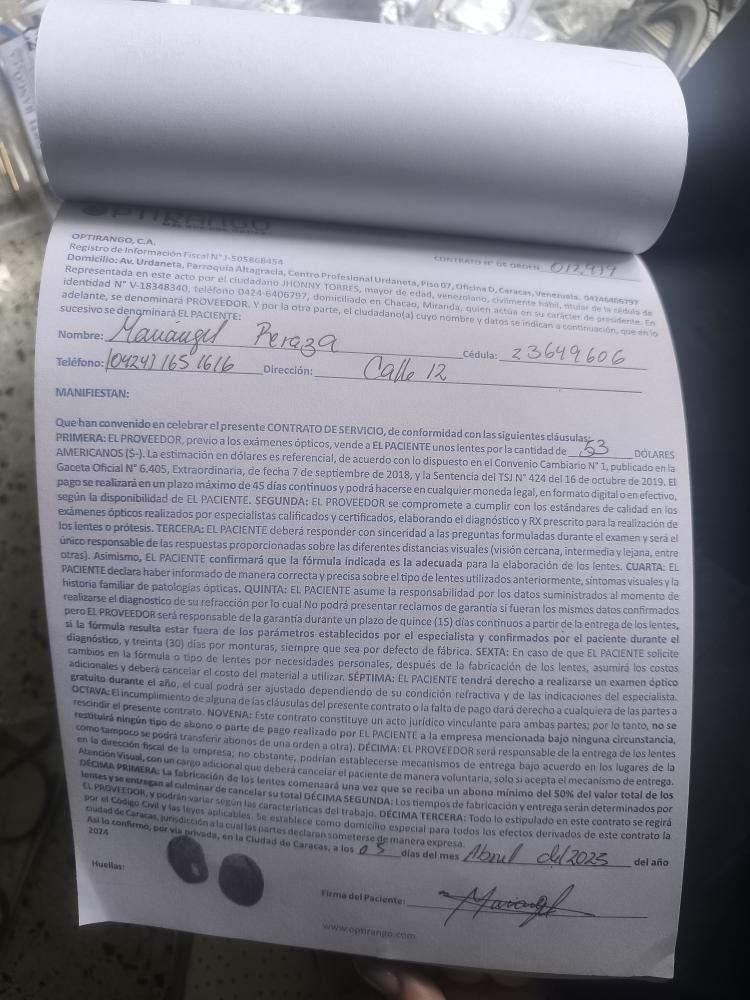 OPTIRANGO
OPTIRANGO, C.A.
Registro de Información Fiscal N° J-505868454
CONTRATO N° DE ORDEN
Domicilio: Av. Urdaneta, Parroquia Altagracia, Centro Profesional Urdaneta, Piso 07, Oficina D, Caracas, Venezuela. 04246406797
Representada en este acto por el ciudadano JHONNY TORRES, mayor de edad, venezolano, civilmente hábil, titular de la cédula de
identidad N° V-18348340, teléfono 0424-6406797, domiciliado en Chacao, Miranda, quien actúa en su carácter de presidente. En
adelante, se denominará PROVEEDOR. Y por la otra parte, el ciudadano(a) cuyo nombre y datos se indican a continuación, que en lo
sucesivo se denominará EL PACIENTE:
Nombre: Mariangel Peraza Cédula: 23649606
Teléfono: (0424) 165 1616 Dirección: Calle 12
MANIFIESTAN:
Que han convenido en celebrar el presente CONTRATO DE SERVICIO, de conformidad con las siguientes cláusulas:
PRIMERA: EL PROVEEDOR, previo a los exámenes ópticos, vende a EL PACIENTE unos lentes por la cantidad de 53 DÓLARES
AMERICANOS ($-). La estimación en dólares es referencial, de acuerdo con lo dispuesto en el Convenio Cambiario N° 1, publicado en la
Gaceta Oficial N° 6.405, Extraordinaria, de fecha 7 de septiembre de 2018, y la Sentencia del TSJ N° 424 del 16 de octubre de 2019. El
pago se realizará en un plazo máximo de 45 días continuos y podrá hacerse en cualquier moneda legal, en formato digital o en efectivo,
según la disponibilidad de EL PACIENTE. SEGUNDA: EL PROVEEDOR se compromete a cumplir con los estándares de calidad en los
exámenes ópticos realizados por especialistas calificados y certificados, elaborando el diagnóstico y RX prescrito para la realización de
los lentes o prótesis. TERCERA: EL PACIENTE deberá responder con sinceridad a las preguntas formuladas durante el examen y será el
único responsable de las respuestas proporcionadas sobre las diferentes distancias visuales (visión cercana, intermedia y lejana, entre
otras). Asimismo, EL PACIENTE confirmará que la fórmula indicada es la adecuada para la elaboración de los lentes. CUARTA: EL
PACIENTE declara haber informado de manera correcta y precisa sobre el tipo de lentes utilizados anteriormente, síntomas visuales y la
historia familiar de patologías ópticas. QUINTA: EL PACIENTE asume la responsabilidad por los datos suministrados al momento de
realizarse el diagnostico de su refracción por lo cual No podrá presentar reclamos de garantía si fueran los mismos datos confirmados
pero EL PROVEEDOR será responsable de la garantía durante un plazo de quince (15) días continuos a partir de la entrega de los lentes,
si la fórmula resulta estar fuera de los parámetros establecidos por el especialista y confirmados por el paciente durante el
diagnóstico, y treinta (30) días por monturas, siempre que sea por defecto de fábrica. SEXTA: En caso de que EL PACIENTE solicite
cambios en la fórmula o tipo de lentes por necesidades personales, después de la fabricación de los lentes, asumirá los costos
adicionales y deberá cancelar el costo del material a utilizar. SÉPTIMA: EL PACIENTE tendrá derecho a realizarse un examen óptico
gratuito durante el año, el cual podrá ser ajustado dependiendo de su condición refractiva y de las indicaciones del especialista.
OCTAVA: El incumplimiento de alguna de las cláusulas del presente contrato o la falta de pago dará derecho a cualquiera de las partes a
rescindir el presente contrato. NOVENA: Este contrato constituye un acto jurídico vinculante para ambas partes; por lo tanto, no se
restituirá ningún tipo de abono o parte de pago realizado por EL PACIENTE a la empresa mencionada bajo ninguna circunstancia,
como tampoco se podrá transferir abonos de una orden a otra). DÉCIMA: EL PROVEEDOR será responsable de la entrega de los lentes
en la dirección fiscal de la empresa; no obstante, podrían establecerse mecanismos de entrega bajo acuerdo en los lugares de la
Atención Visual, con un cargo adicional que deberá cancelar el paciente de manera voluntaria, solo si acepta el mecanismo de entrega.
DÉCIMA PRIMERA: La fabricación de los lentes comenzará una vez que se reciba un abono mínimo del 50% del valor total de los
lentes y se entregan al culminar de cancelar su total DÉCIMA SEGUNDA: Los tiempos de fabricación y entrega serán determinados por
EL PROVEEDOR, y podrán variar según las características del trabajo. DÉCIMA TERCERA: Todo lo estipulado en este contrato se regirá
por el Código Civil y las leyes aplicables. Se establece como domicilio especial para todos los efectos derivados de este contrato la
ciudad de Caracas, jurisdicción a la cual las partes declaran someterse de manera expresa.
Así lo confirmo, por vía privada, en la Ciudad de Caracas, a los 05 días del mes Abril del 2025 del año
2024
Huellas:
Firma del Paciente: Mariangel
www.optirango.com